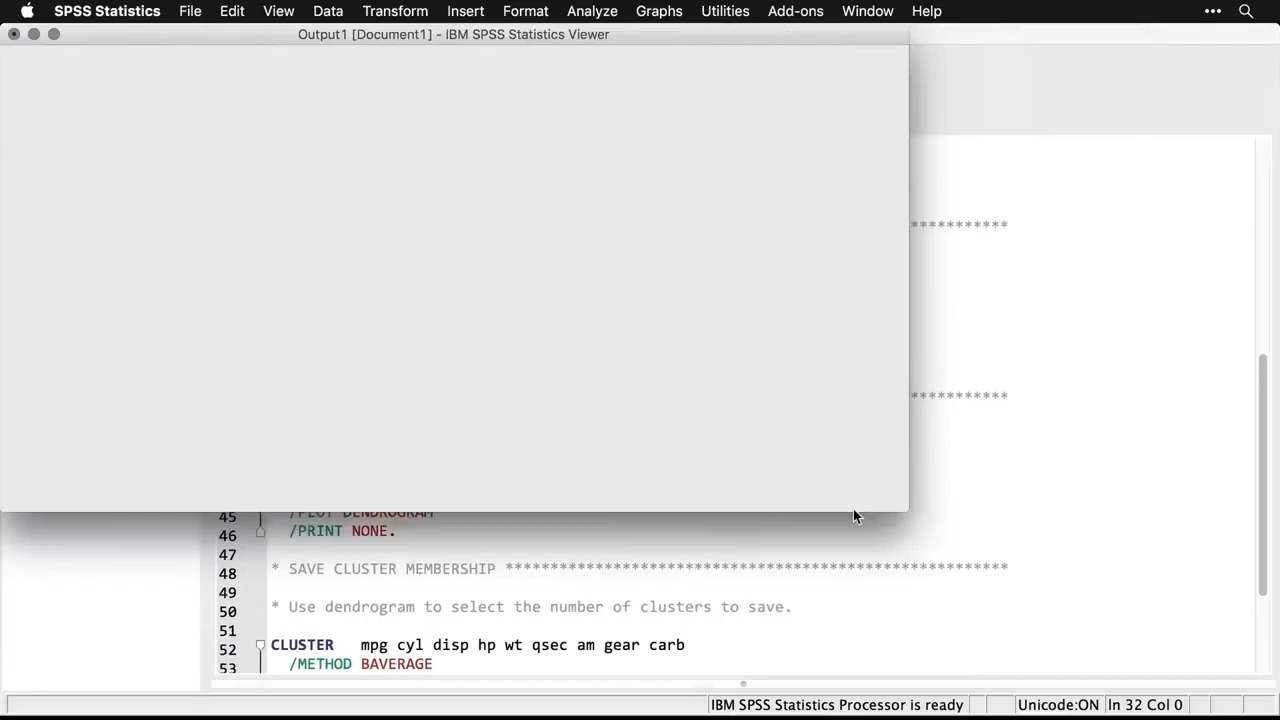 SPSS Statistics File Edit View Data Transform Insert Format Analyze Graphs Utilities Add-ons Window Help
Output1 [Document1] - IBM SPSS Statistics Viewer
***********
***********
45 /PLOT DENDROGRAM
46 /PRINT NONE.
47
48 * SAVE CLUSTER MEMBERSHIP ********************************************************
49
50 * Use dendrogram to select the number of clusters to save.
51
52 CLUSTER mpg cyl disp hp wt qsec am gear carb
53 /METHOD BAVERAGE
IBM SPSS Statistics Processor is ready Unicode:ON In 32 Col 0